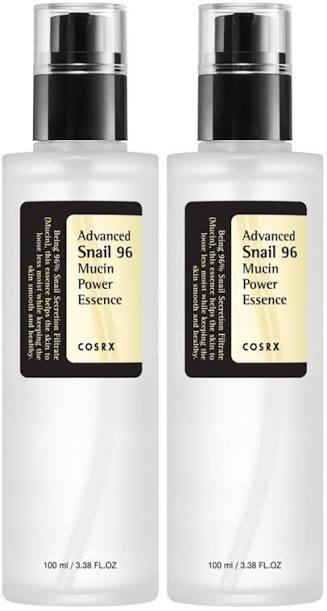 Being 96% Snail Secretion Filtrate
(Mucin), this essence helps the skin to
loose less moist while keeping the
skin smooth and healthy.
Advanced
Snail 96
Mucin
Power
Essence
COSRX
100 ml / 3.38 FL.OZ
Being 96% Snail Secretion Filtrate
(Mucin), this essence helps the skin to
loose less moist while keeping the
skin smooth and healthy.
Advanced
Snail 96
Mucin
Power
Essence
COSRX
100 ml / 3.38 FL.OZ